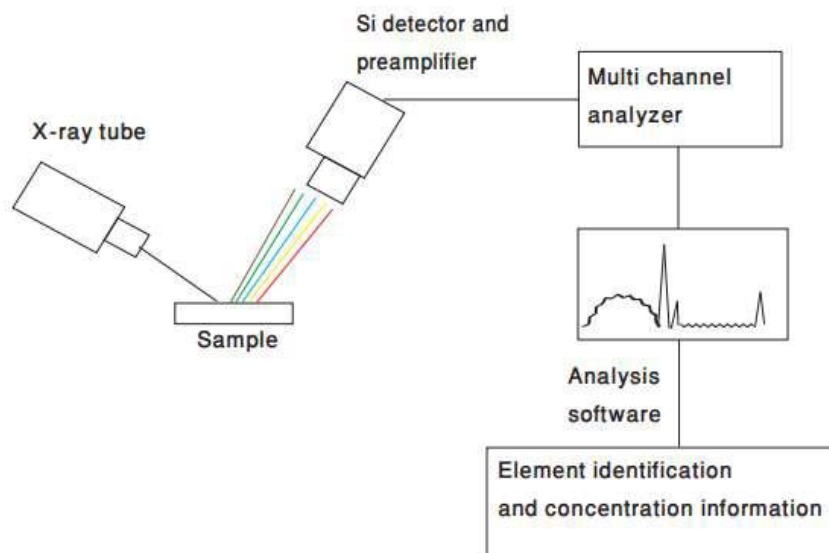 Si detector and
preamplifier
X-ray tube
Multi channel
analyzer
Sample
Analysis
software
Element identification
and concentration information